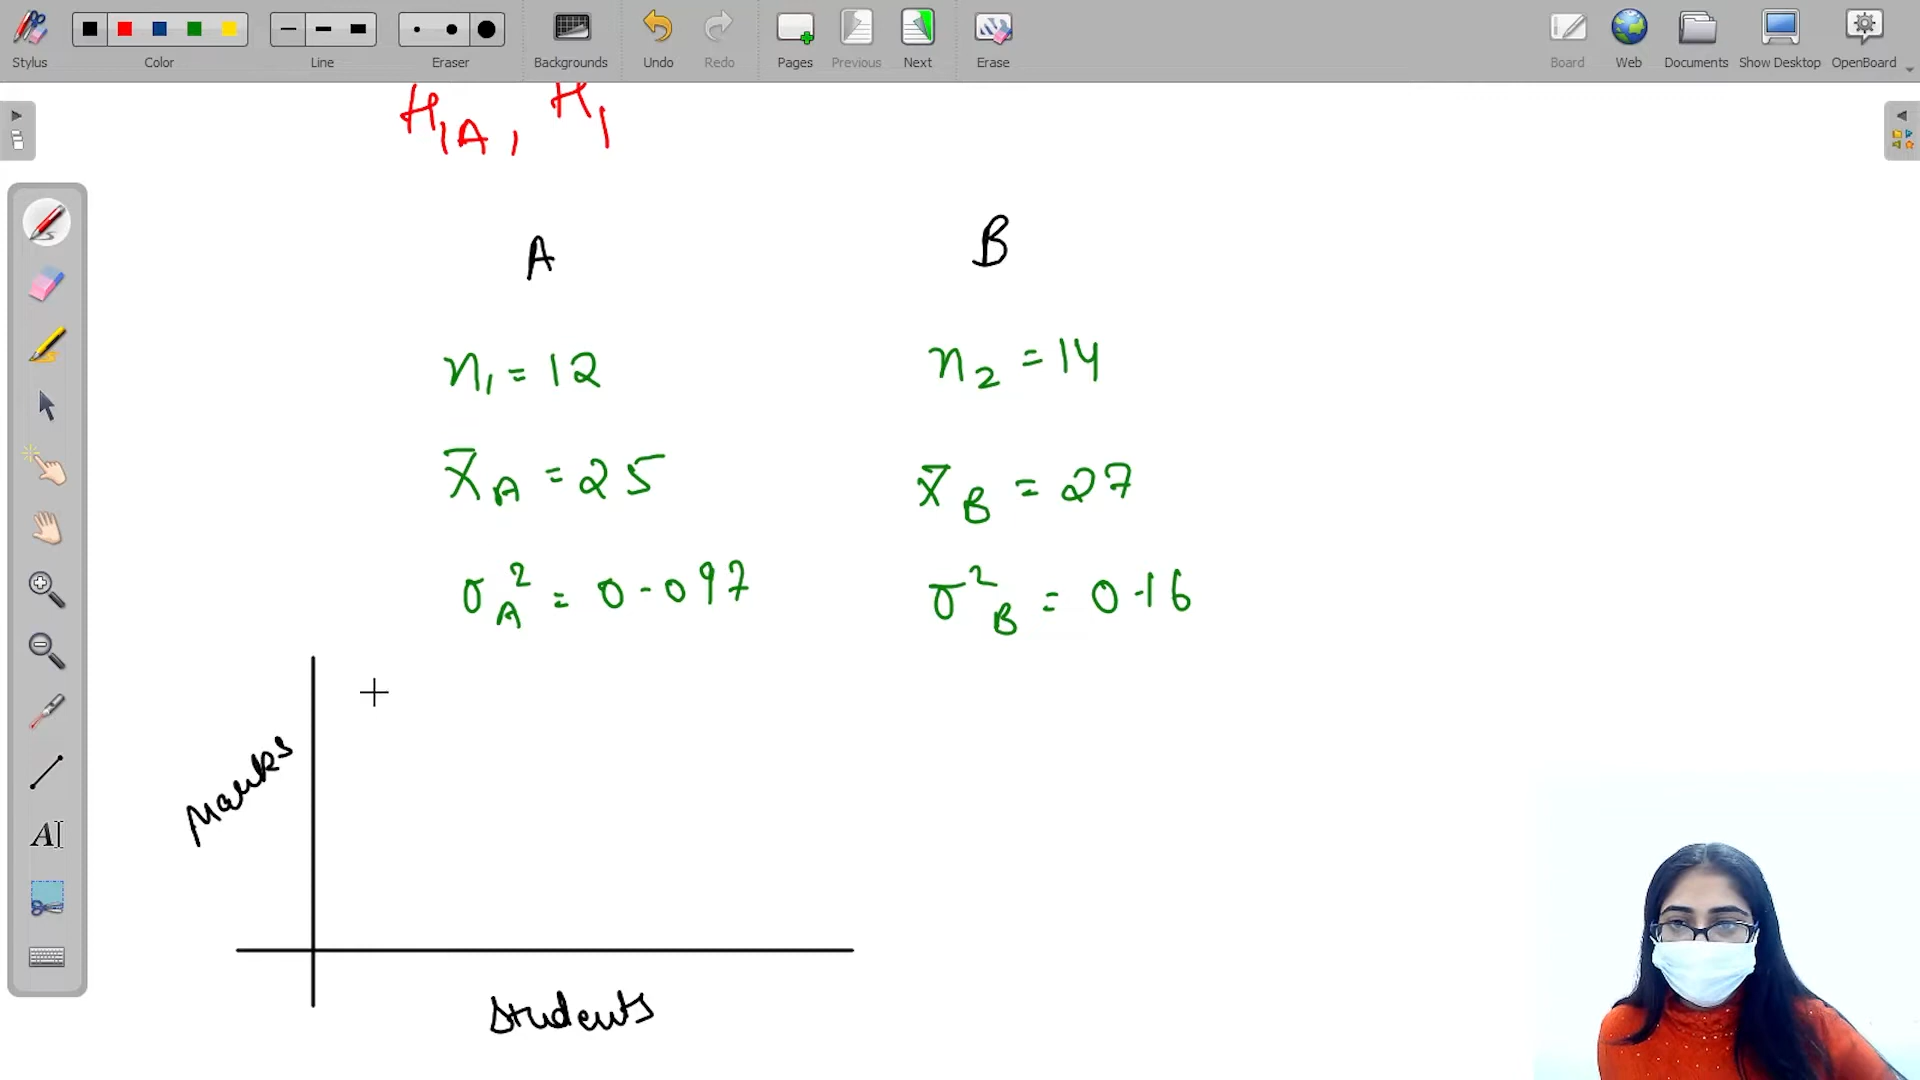 Stylus Color Line Eraser Backgrounds Undo Redo Pages Previous Next Erase Board Web Documents Show Desktop OpenBoard
H₁A, H₁
A B
n₁ = 12 n₂ = 14
x̄A = 25 x̄B = 27
σA² = 0.097 σ²B = 0.16
Marks
Students
AI